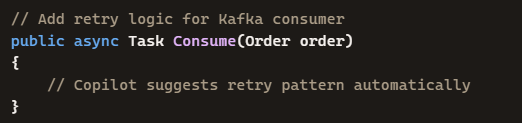 // Add retry logic for Kafka consumer
public async Task Consume(Order order)
{
    // Copilot suggests retry pattern automatically
}